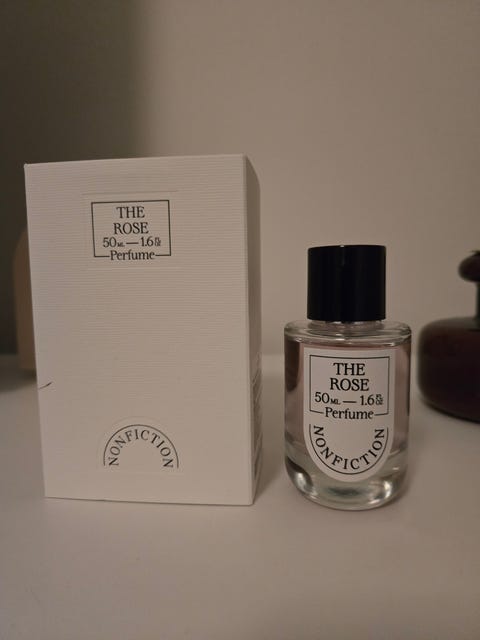 THE
ROSE
50 ML — 1.6 FL OZ
Perfume
NONFICTION
THE
ROSE
50 ML — 1.6 FL OZ
Perfume
NONFICTION